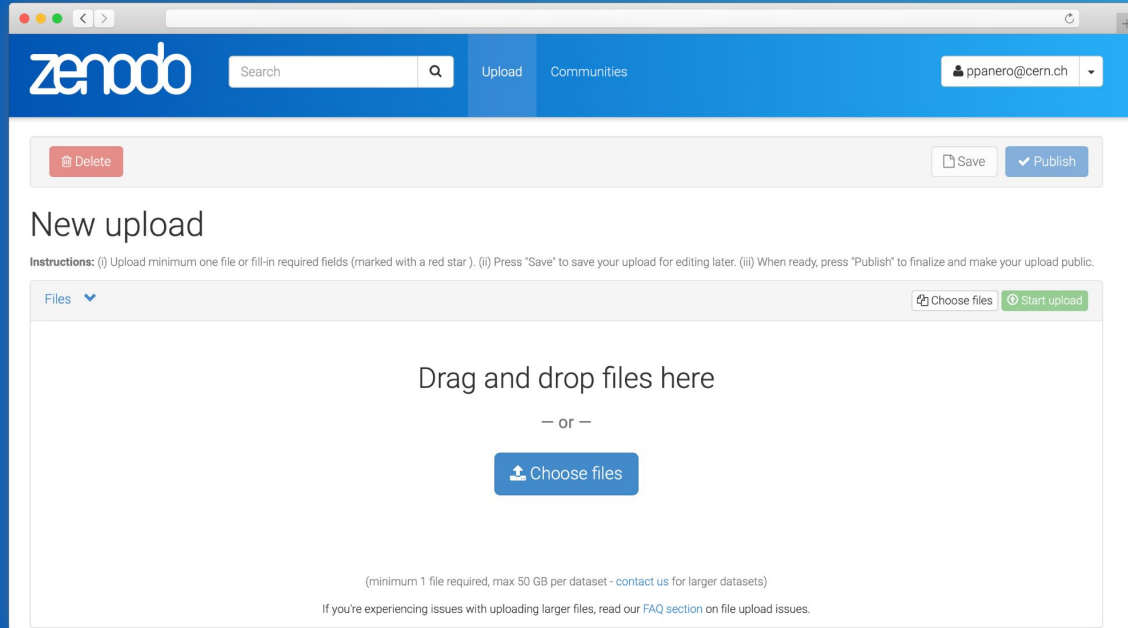 zenodo
Search
Upload
Communities
ppanero@cern.ch
Delete
Save
Publish
New upload
Instructions: (i) Upload minimum one file or fill-in required fields (marked with a red star ). (ii) Press "Save" to save your upload for editing later. (iii) When ready, press "Publish" to finalize and make your upload public.
Files
Choose files
Start upload
Drag and drop files here
— or —
Choose files
(minimum 1 file required, max 50 GB per dataset - contact us for larger datasets)
If you're experiencing issues with uploading larger files, read our FAQ section on file upload issues.